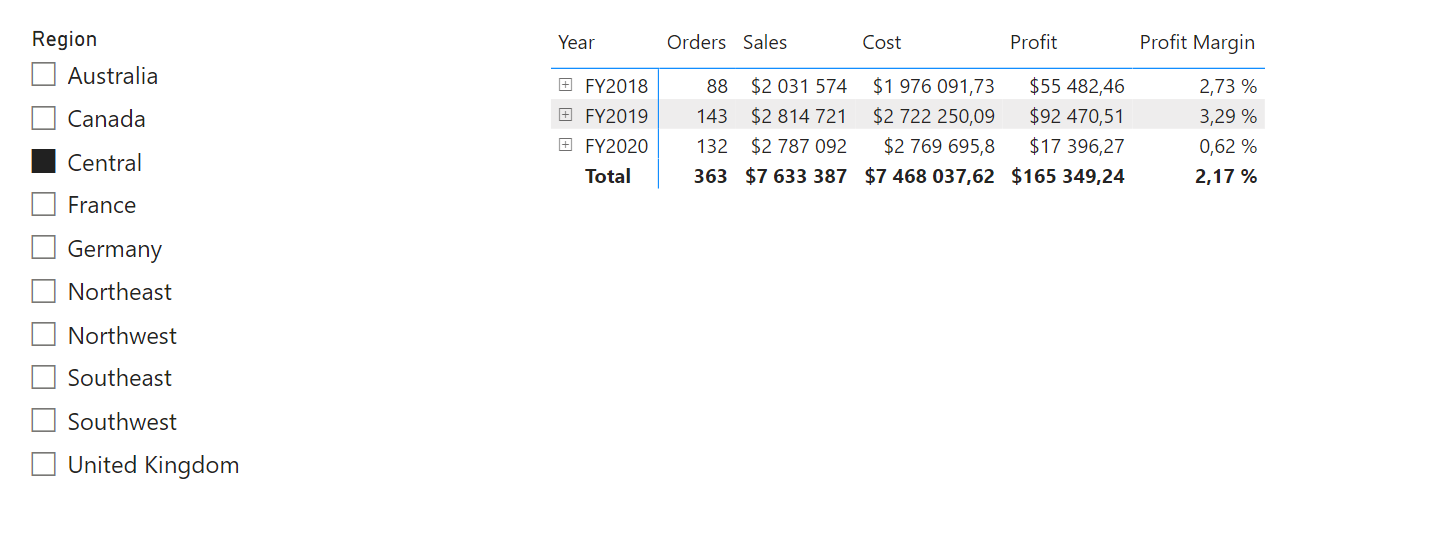 Region
Australia
Canada
Central
France
Germany
Northeast
Northwest
Southeast
Southwest
United Kingdom
Year Orders Sales Cost Profit Profit Margin
FY2018 88 $2 031 574 $1 976 091,73 $55 482,46 2,73 %
FY2019 143 $2 814 721 $2 722 250,09 $92 470,51 3,29 %
FY2020 132 $2 787 092 $2 769 695,8 $17 396,27 0,62 %
Total 363 $7 633 387 $7 468 037,62 $165 349,24 2,17 %